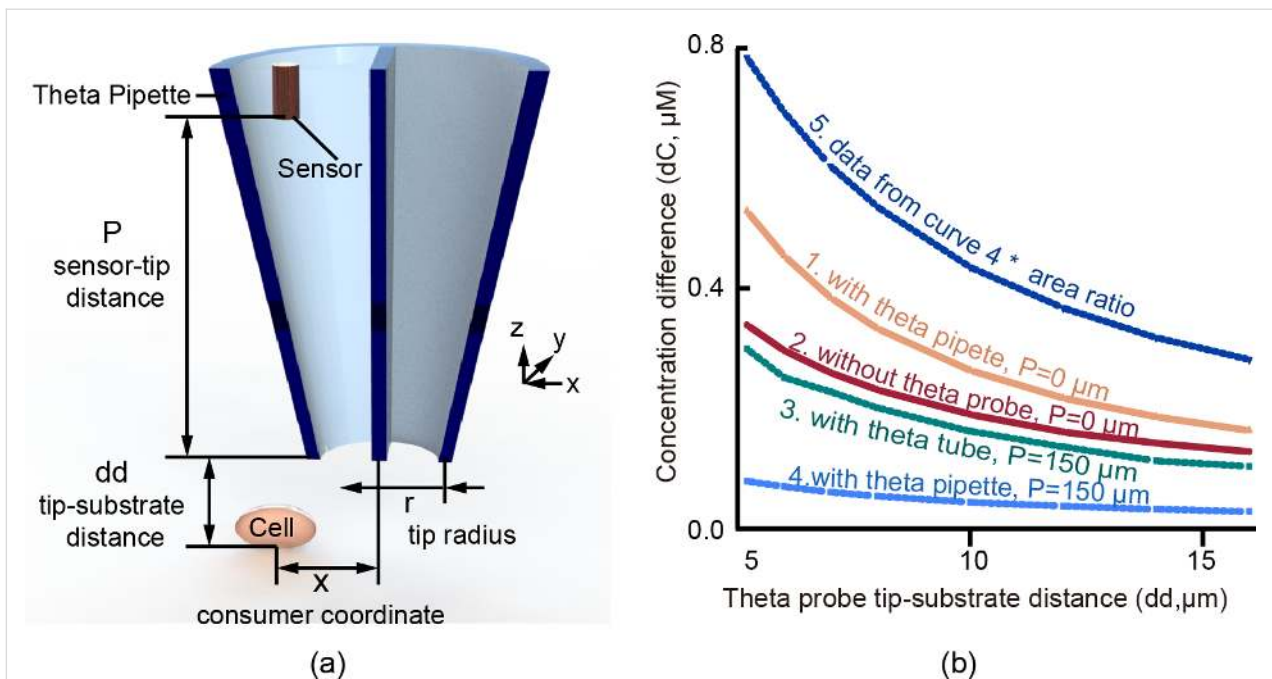 Theta Pipette
Sensor
P
sensor-tip
distance
z
y
x
dd
tip-substrate
distance
Cell
r
tip radius
x
consumer coordinate
(a)
Concentration difference (dC, µM)
0.8
0.4
0.0
5. data from curve 4 * area ratio
1. with theta pipete, P=0 µm
2. without theta probe, P=0 µm
3. with theta tube, P=150 µm
4.with theta pipette, P=150 µm
5
10
15
Theta probe tip-substrate distance (dd,µm)
(b)